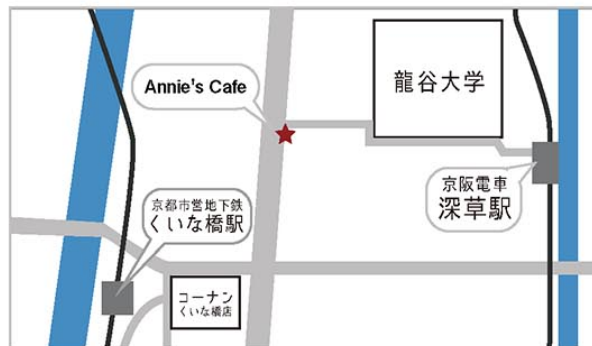 Annie's Cafe
龍谷大学
京阪電車
深草駅
京都市営地下鉄
くいな橋駅
コーナン
くいな橋店